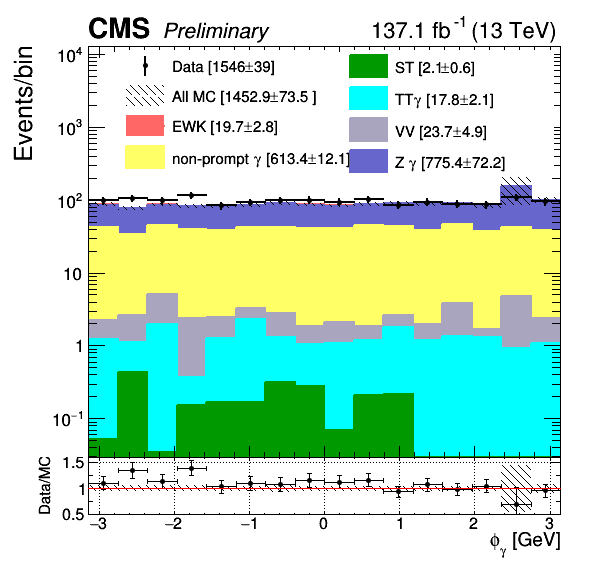 CMS Preliminary 137.1 fb⁻¹ (13 TeV)
Events/bin
10⁴
10³
10²
10
1
10⁻¹
Data [1546±39]
All MC [1452.9±73.5 ]
EWK [19.7±2.8]
non-prompt γ [613.4±12.1]
ST [2.1±0.6]
TTγ [17.8±2.1]
VV [23.7±4.9]
Z γ [775.4±72.2]
Data/MC
1.5
1
0.5
−3 −2 −1 0 1 2 3
ϕγ [GeV]